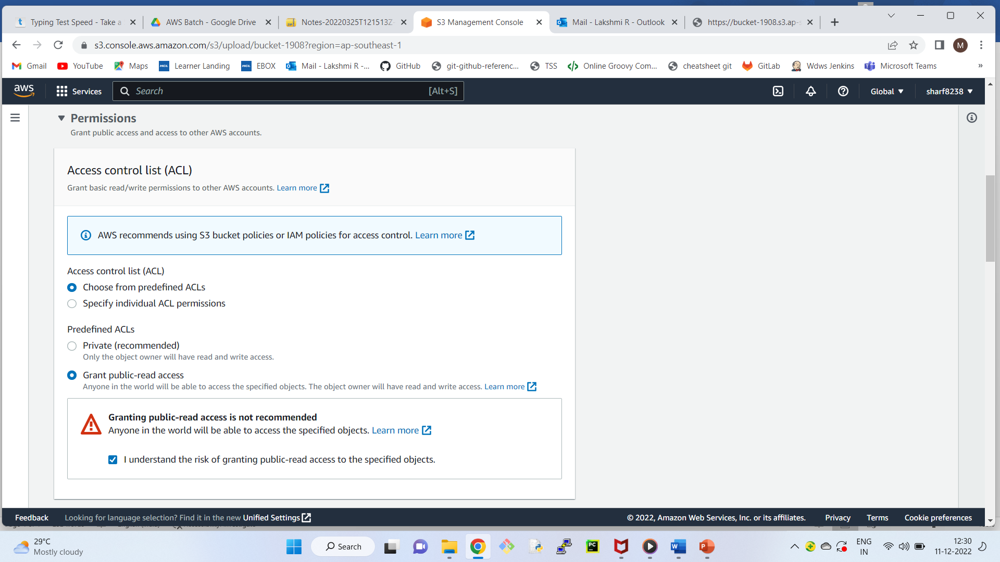 Typing Test Speed - Take a
AWS Batch - Google Drive
Notes-20220325T121513Z-
S3 Management Console
Mail - Lakshmi R - Outlook
https://bucket-1908.s3.ap-s
s3.console.aws.amazon.com/s3/upload/bucket-1908?region=ap-southeast-1
M
Gmail
YouTube
Maps
HCL
Learner Landing
HCL
EBOX
Mail - Lakshmi R -...
GitHub
git-github-referenc...
TSS
Online Groovy Com...
cheatsheet git
GitLab
Wdws Jenkins
Microsoft Teams
»
aws
Services
Search
[Alt+S]
Global
sharf8238
Permissions
Grant public access and access to other AWS accounts.
Access control list (ACL)
Grant basic read/write permissions to other AWS accounts. Learn more
AWS recommends using S3 bucket policies or IAM policies for access control. Learn more
Access control list (ACL)
Choose from predefined ACLs
Specify individual ACL permissions
Predefined ACLs
Private (recommended)
Only the object owner will have read and write access.
Grant public-read access
Anyone in the world will be able to access the specified objects. The object owner will have read and write access. Learn more
Granting public-read access is not recommended
Anyone in the world will be able to access the specified objects. Learn more
I understand the risk of granting public-read access to the specified objects.
Feedback
Looking for language selection? Find it in the new Unified Settings
© 2022, Amazon Web Services, Inc. or its affiliates.
Privacy
Terms
Cookie preferences
29°C
Mostly cloudy
Search
ENG
IN
12:30
11-12-2022